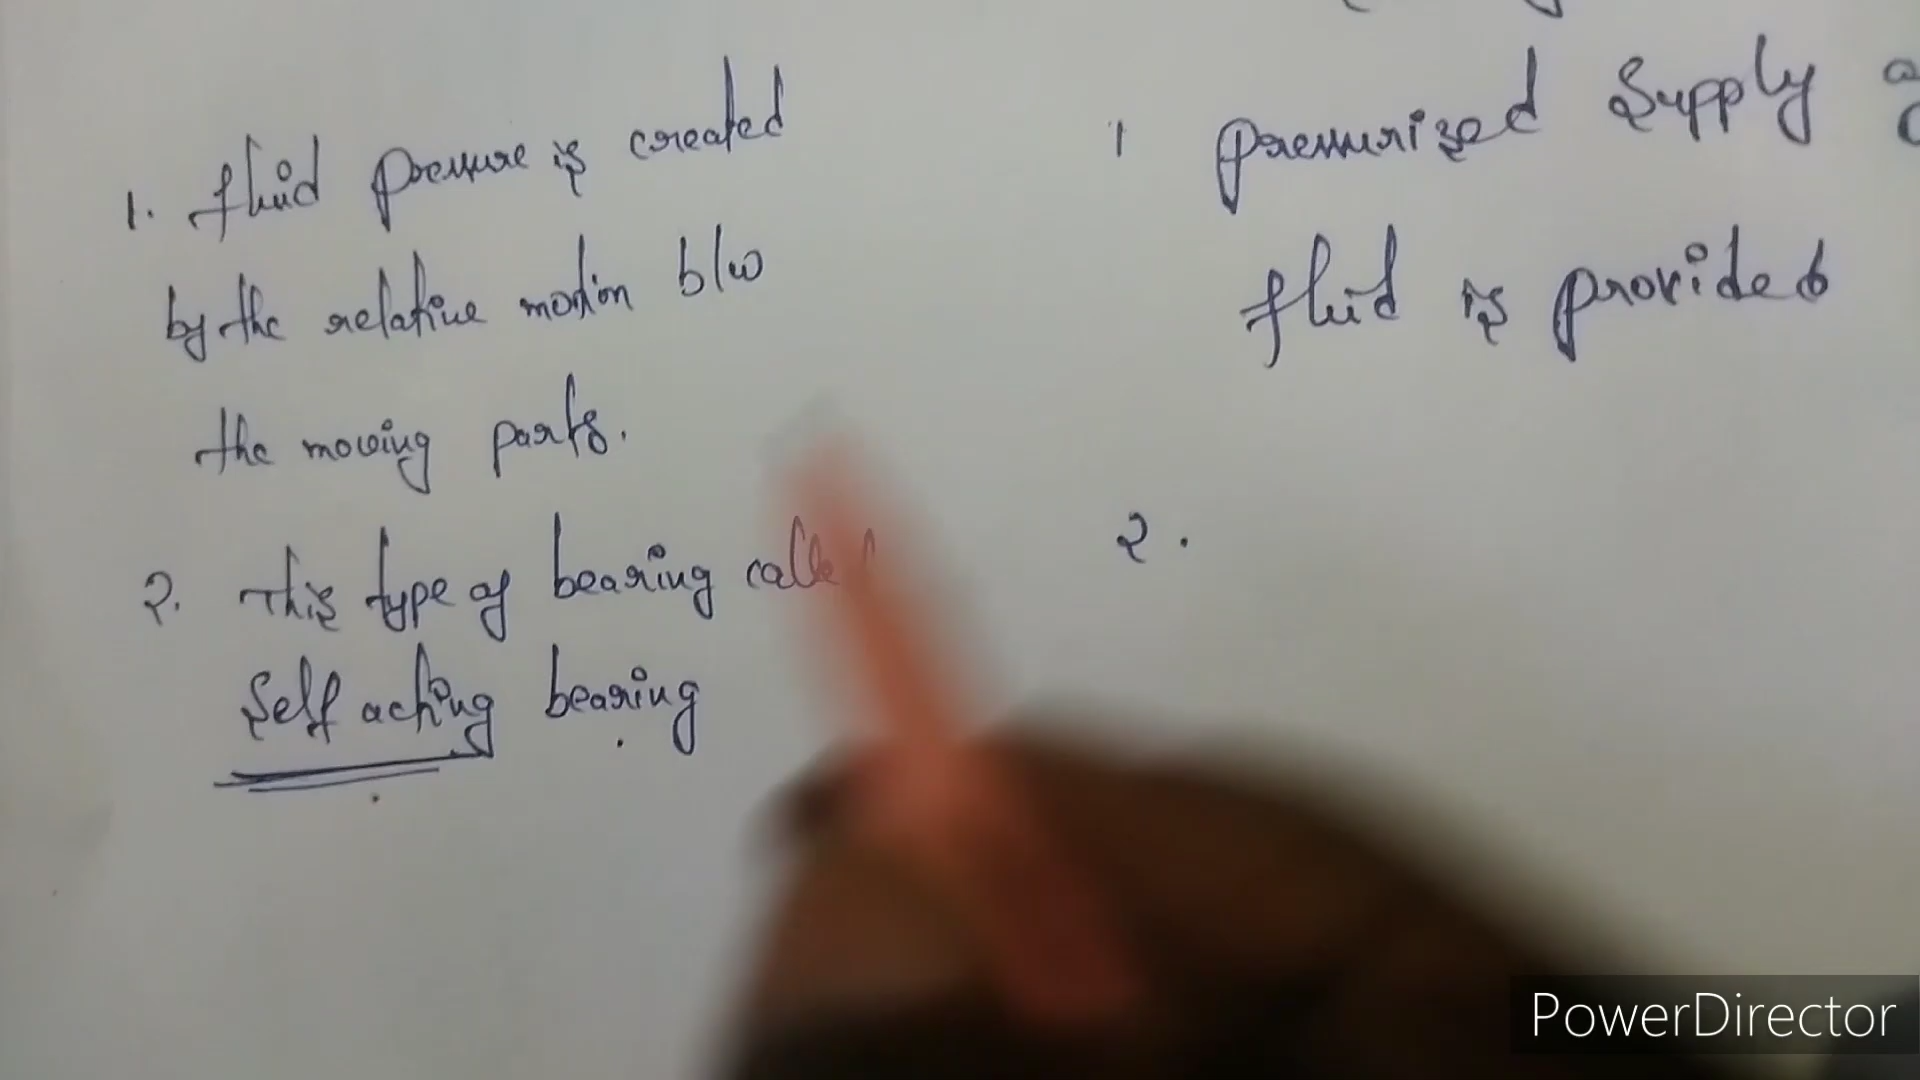 1. fluid pressure is created
by the relative motion b/w
the moving parts.
2. This type of bearing called
Self acting bearing
1 pressurized Supply
fluid is provided
2.
PowerDirector